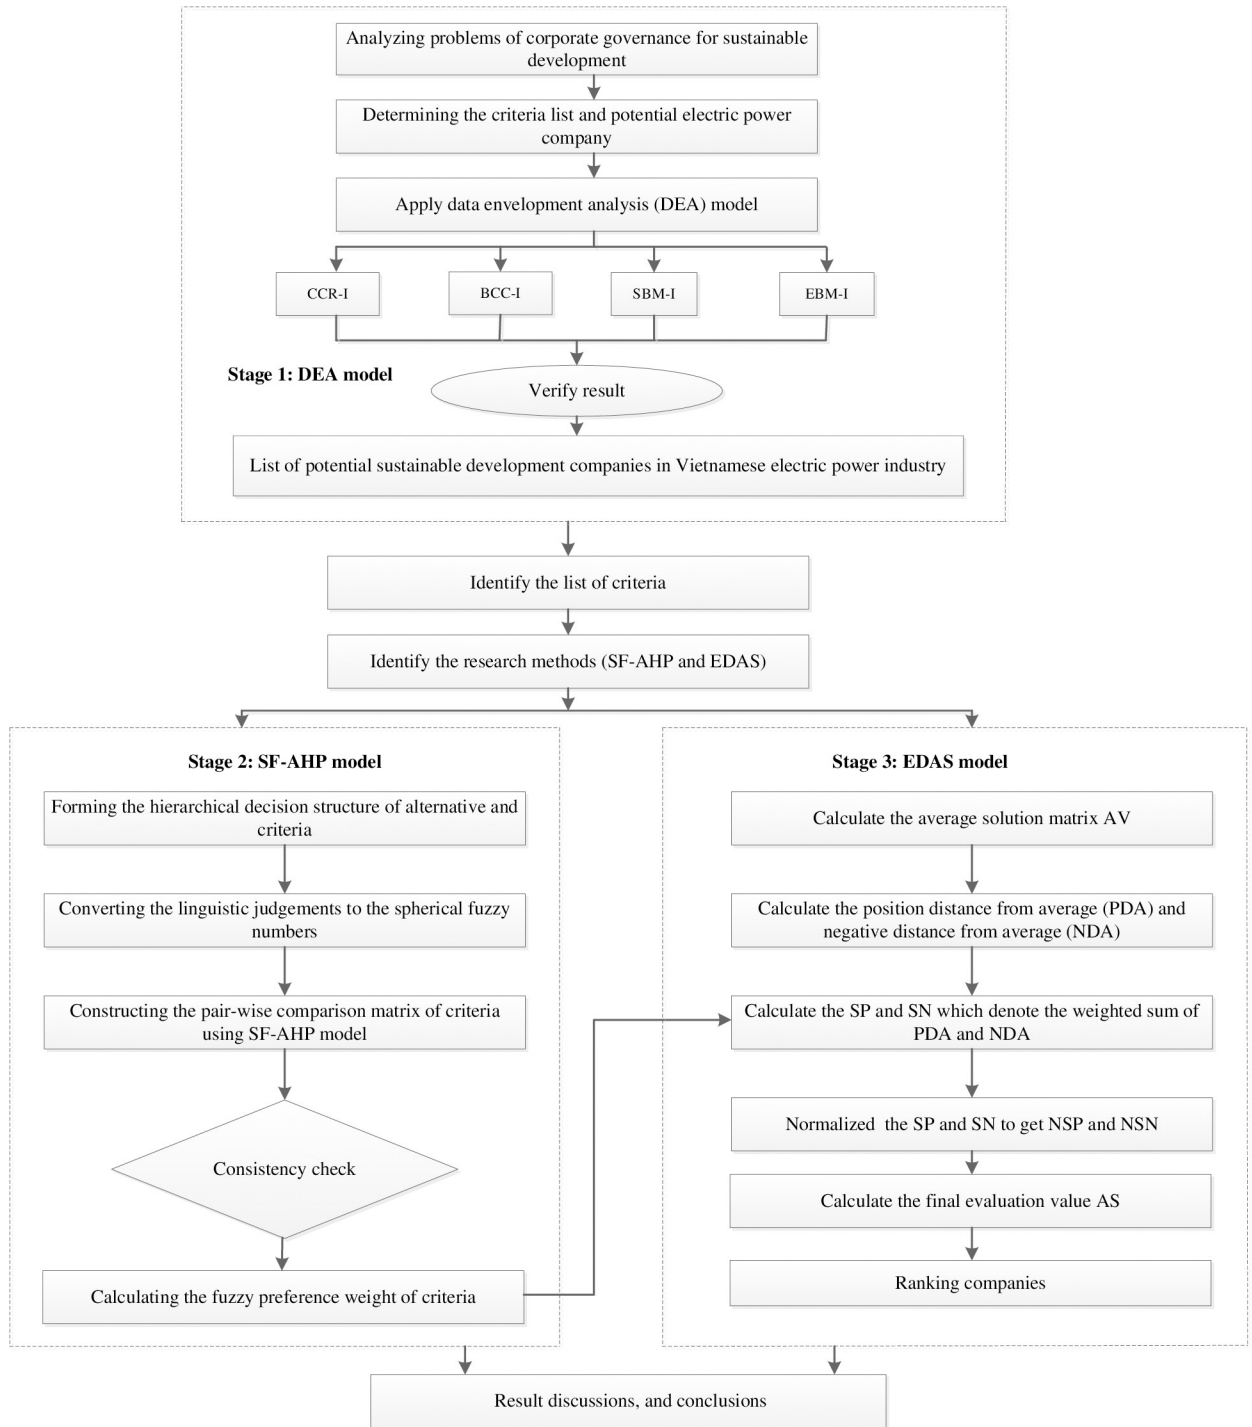 Analyzing problems of corporate governance for sustainable
development
Determining the criteria list and potential electric power
company
Apply data envelopment analysis (DEA) model
CCR-I
BCC-I
SBM-I
EBM-I
Stage 1: DEA model
Verify result
List of potential sustainable development companies in Vietnamese electric power industry
Identify the list of criteria
Identify the research methods (SF-AHP and EDAS)
Stage 2: SF-AHP model
Forming the hierarchical decision structure of alternative and
criteria
Converting the linguistic judgements to the spherical fuzzy
numbers
Constructing the pair-wise comparison matrix of criteria
using SF-AHP model
Consistency check
Calculating the fuzzy preference weight of criteria
Stage 3: EDAS model
Calculate the average solution matrix AV
Calculate the position distance from average (PDA) and
negative distance from average (NDA)
Calculate the SP and SN which denote the weighted sum of
PDA and NDA
Normalized the SP and SN to get NSP and NSN
Calculate the final evaluation value AS
Ranking companies
Result discussions, and conclusions